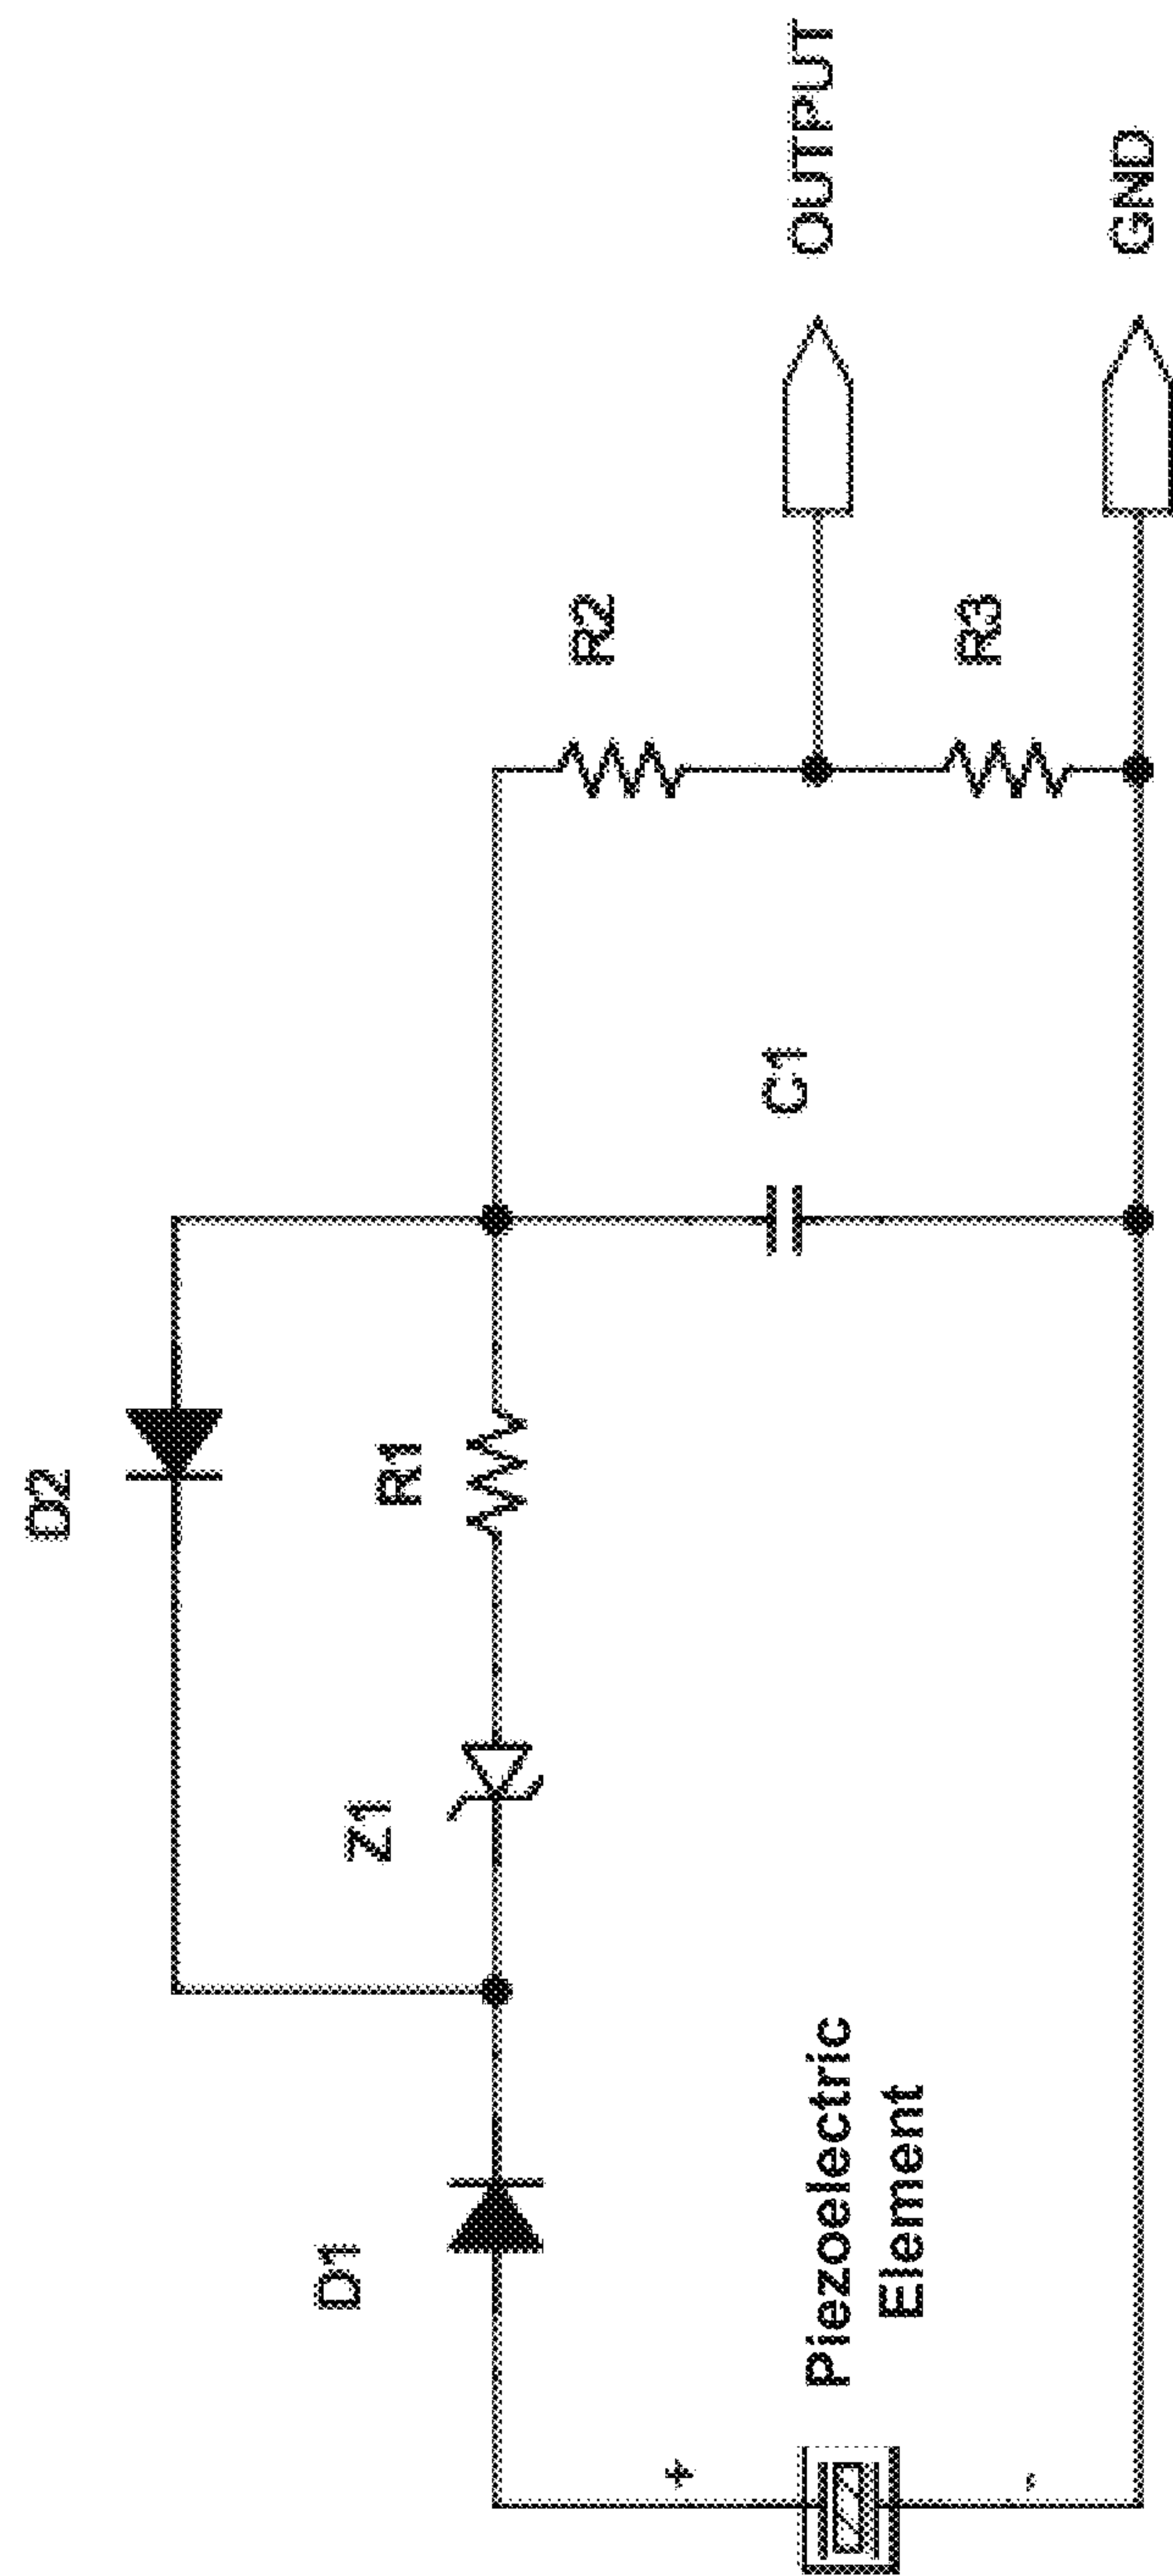 D2
R1
Z1
D1
R2
C1
R3
OUTPUT
GND
+
Piezoelectric
Element
-